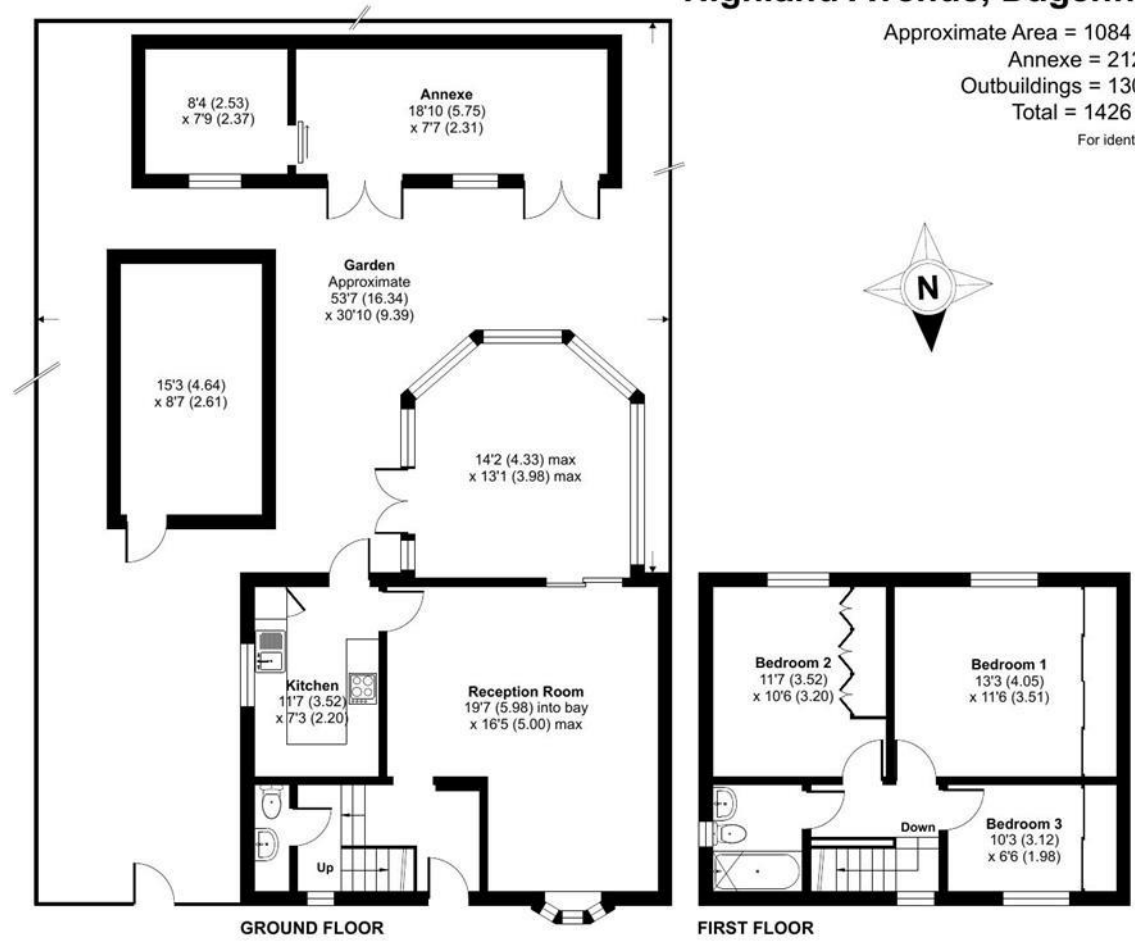 Highland Avenue,
Approximate Area = 1084
Annexe = 212
Outbuildings = 130
Total = 1426
For ident
8'4 (2.53)
x 7'9 (2.37)
Annexe
18'10 (5.75)
x 7'7 (2.31)
Garden
Approximate
53'7 (16.34)
x 30'10 (9.39)
N
15'3 (4.64)
x 8'7 (2.61)
14'2 (4.33) max
x 13'1 (3.98) max
Kitchen
11'7 (3.52)
x 7'3 (2.20)
Reception Room
19'7 (5.98) into bay
x 16'5 (5.00) max
Up
Bedroom 2
11'7 (3.52)
x 10'6 (3.20)
Bedroom 1
13'3 (4.05)
x 11'6 (3.51)
Down
Bedroom 3
10'3 (3.12)
x 6'6 (1.98)
GROUND FLOOR
FIRST FLOOR